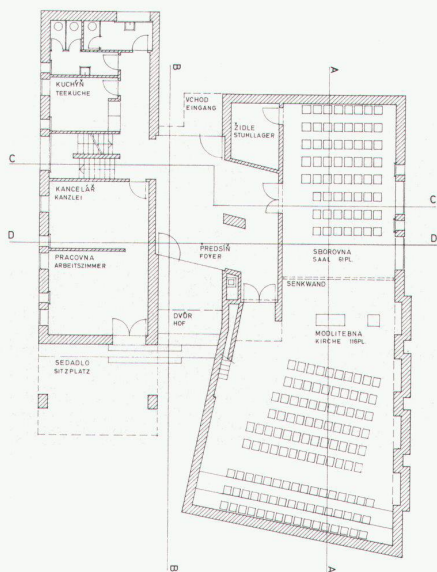 B
A
VCHOD
EINGANG
KUCHYŇ
TEEKÜCHE
ŽIDLE
STUHLLAGER
C
KANCELÁŘ
KANZLEI
C
D
D
PRACOVNA
ARBEITSZIMMER
PŘEDSÍŇ
FOYER
SBOROVNA
SAAL 61PL.
SENKWAND
DVŮR
HOF
MODLITEBNA
KIRCHE 116PL.
SEDADLO
SITZPLATZ
B
A